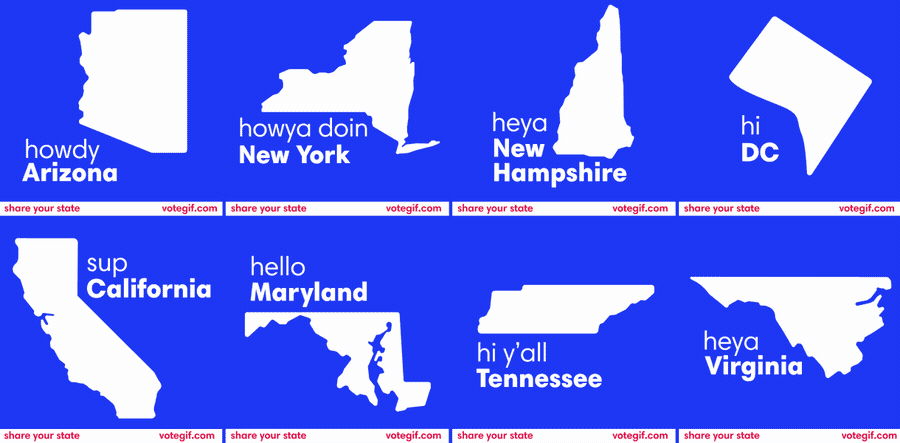 howdy
Arizona
share your state
votegif.com
howya doin
New York
share your state
votegif.com
heya
New
Hampshire
share your state
votegif.com
hi
DC
share your state
votegif.com
sup
California
share your state
votegif.com
hello
Maryland
share your state
votegif.com
hi y'all
Tennessee
share your state
votegif.com
heya
Virginia
share your state
votegif.com